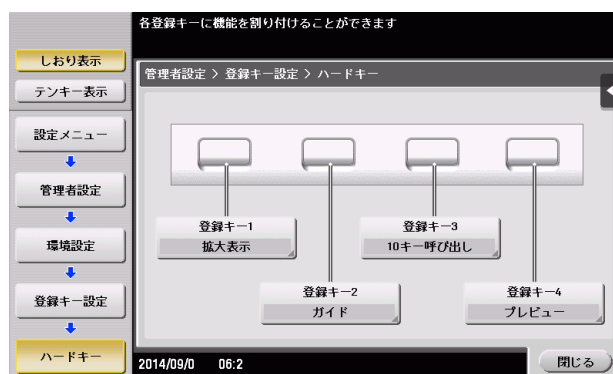 各登録キーに機能を割り付けることができます
しおり表示
テンキー表示
設定メニュー
管理者設定
環境設定
登録キー設定
ハードキー
管理者設定 > 登録キー設定 > ハードキー
登録キー1
拡大表示
登録キー3
10キー呼び出し
登録キー2
ガイド
登録キー4
プレビュー
2014/09/0 06:2
閉じる